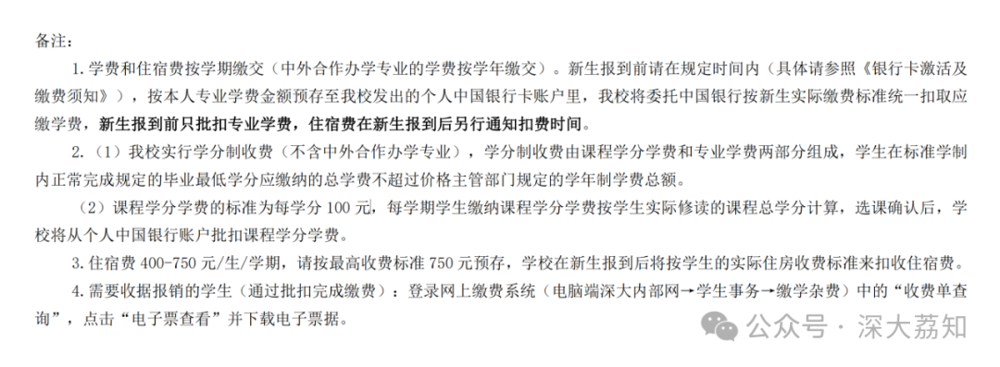 备注：
1.学费和住宿费按学期缴交（中外合作办学专业的学费按学年缴交）。新生报到前请在规定时间内（具体请参照《银行卡激活及
缴费须知》），按本人专业学费金额预存至我校发出的个人中国银行卡账户里，我校将委托中国银行按新生实际缴费标准统一扣取应
缴学费，新生报到前只批扣专业学费，住宿费在新生报到后另行通知扣费时间。
2.（1）我校实行学分制收费（不含中外合作办学专业），学分制收费由课程学分学费和专业学费两部分组成，学生在标准学制
内正常完成规定的毕业最低学分应缴纳的总学费不超过价格主管部门规定的学年制学费总额。
（2）课程学分学费的标准为每学分 100 元，每学期学生缴纳课程学分学费按学生实际修读的课程总学分计算，选课确认后，学
校将从个人中国银行账户批扣课程学分学费。
3.住宿费 400-750 元/生/学期，请按最高收费标准 750 元预存，学校在新生报到后将按学生的实际住房收费标准来扣收住宿费。
4.需要收据报销的学生（通过批扣完成缴费）：登录网上缴费系统（电脑端深大内部网→学生事务→缴学杂费）中的“收费单查
询”，点击“电子票查看”并下载电子票据。
公众号·深大荔知